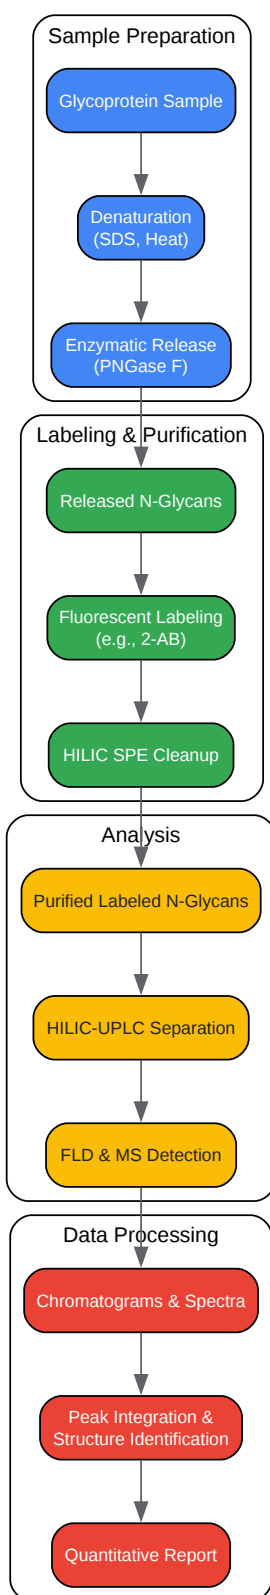 Sample Preparation
Glycoprotein Sample
Denaturation
(SDS, Heat)
Enzymatic Release
(PNGase F)
Labeling & Purification
Released N-Glycans
Fluorescent Labeling
(e.g., 2-AB)
HILIC SPE Cleanup
Analysis
Purified Labeled N-Glycans
HILIC-UPLC Separation
FLD & MS Detection
Data Processing
Chromatograms & Spectra
Peak Integration &
Structure Identification
Quantitative Report